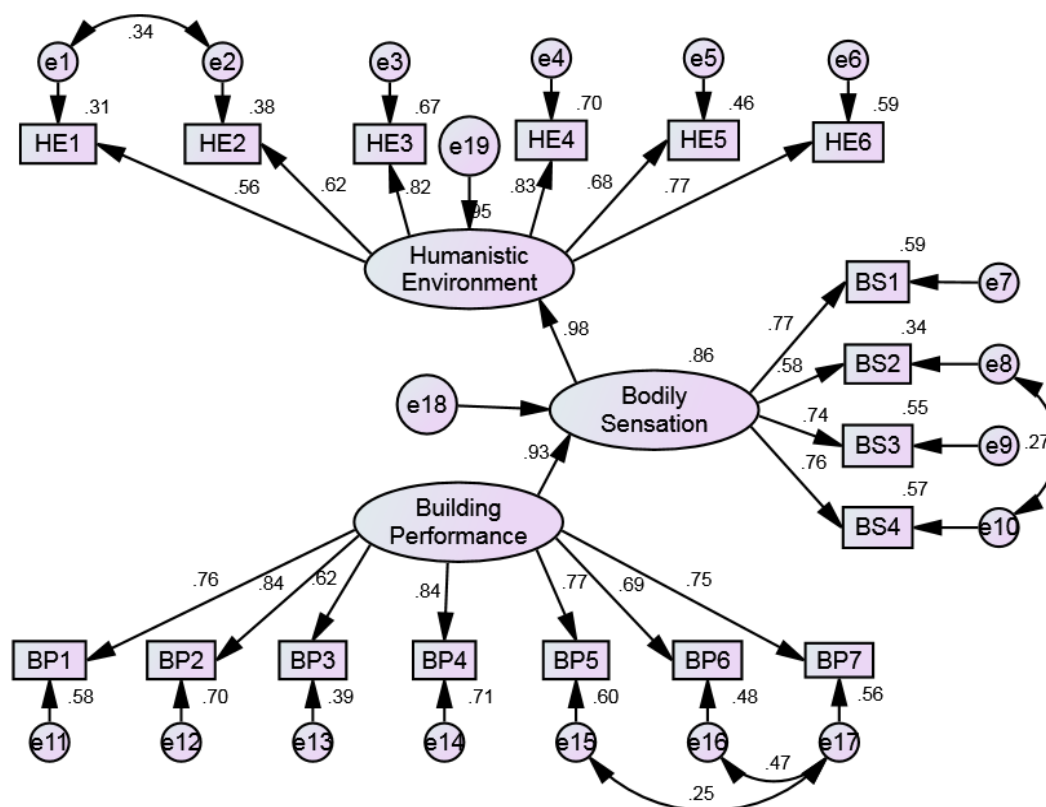 .34
e1
e2
e3
e4
e5
e6
.31
.38
.67
.70
.46
.59
HE1
HE2
HE3
e19
HE4
HE5
HE6
.56
.62
.82
.95
.83
.68
.77
Humanistic
Environment
.59
BS1
e7
.98
.77
.34
.86
.58
BS2
e8
e18
Bodily
Sensation
.74
.55
BS3
e9
.27
.93
.76
.57
BS4
e10
Building
Performance
.76
.84
.62
.84
.77
.69
.75
BP1
BP2
BP3
BP4
BP5
BP6
BP7
.58
.70
.39
.71
.60
.48
.56
e11
e12
e13
e14
e15
e16
e17
.47
.25